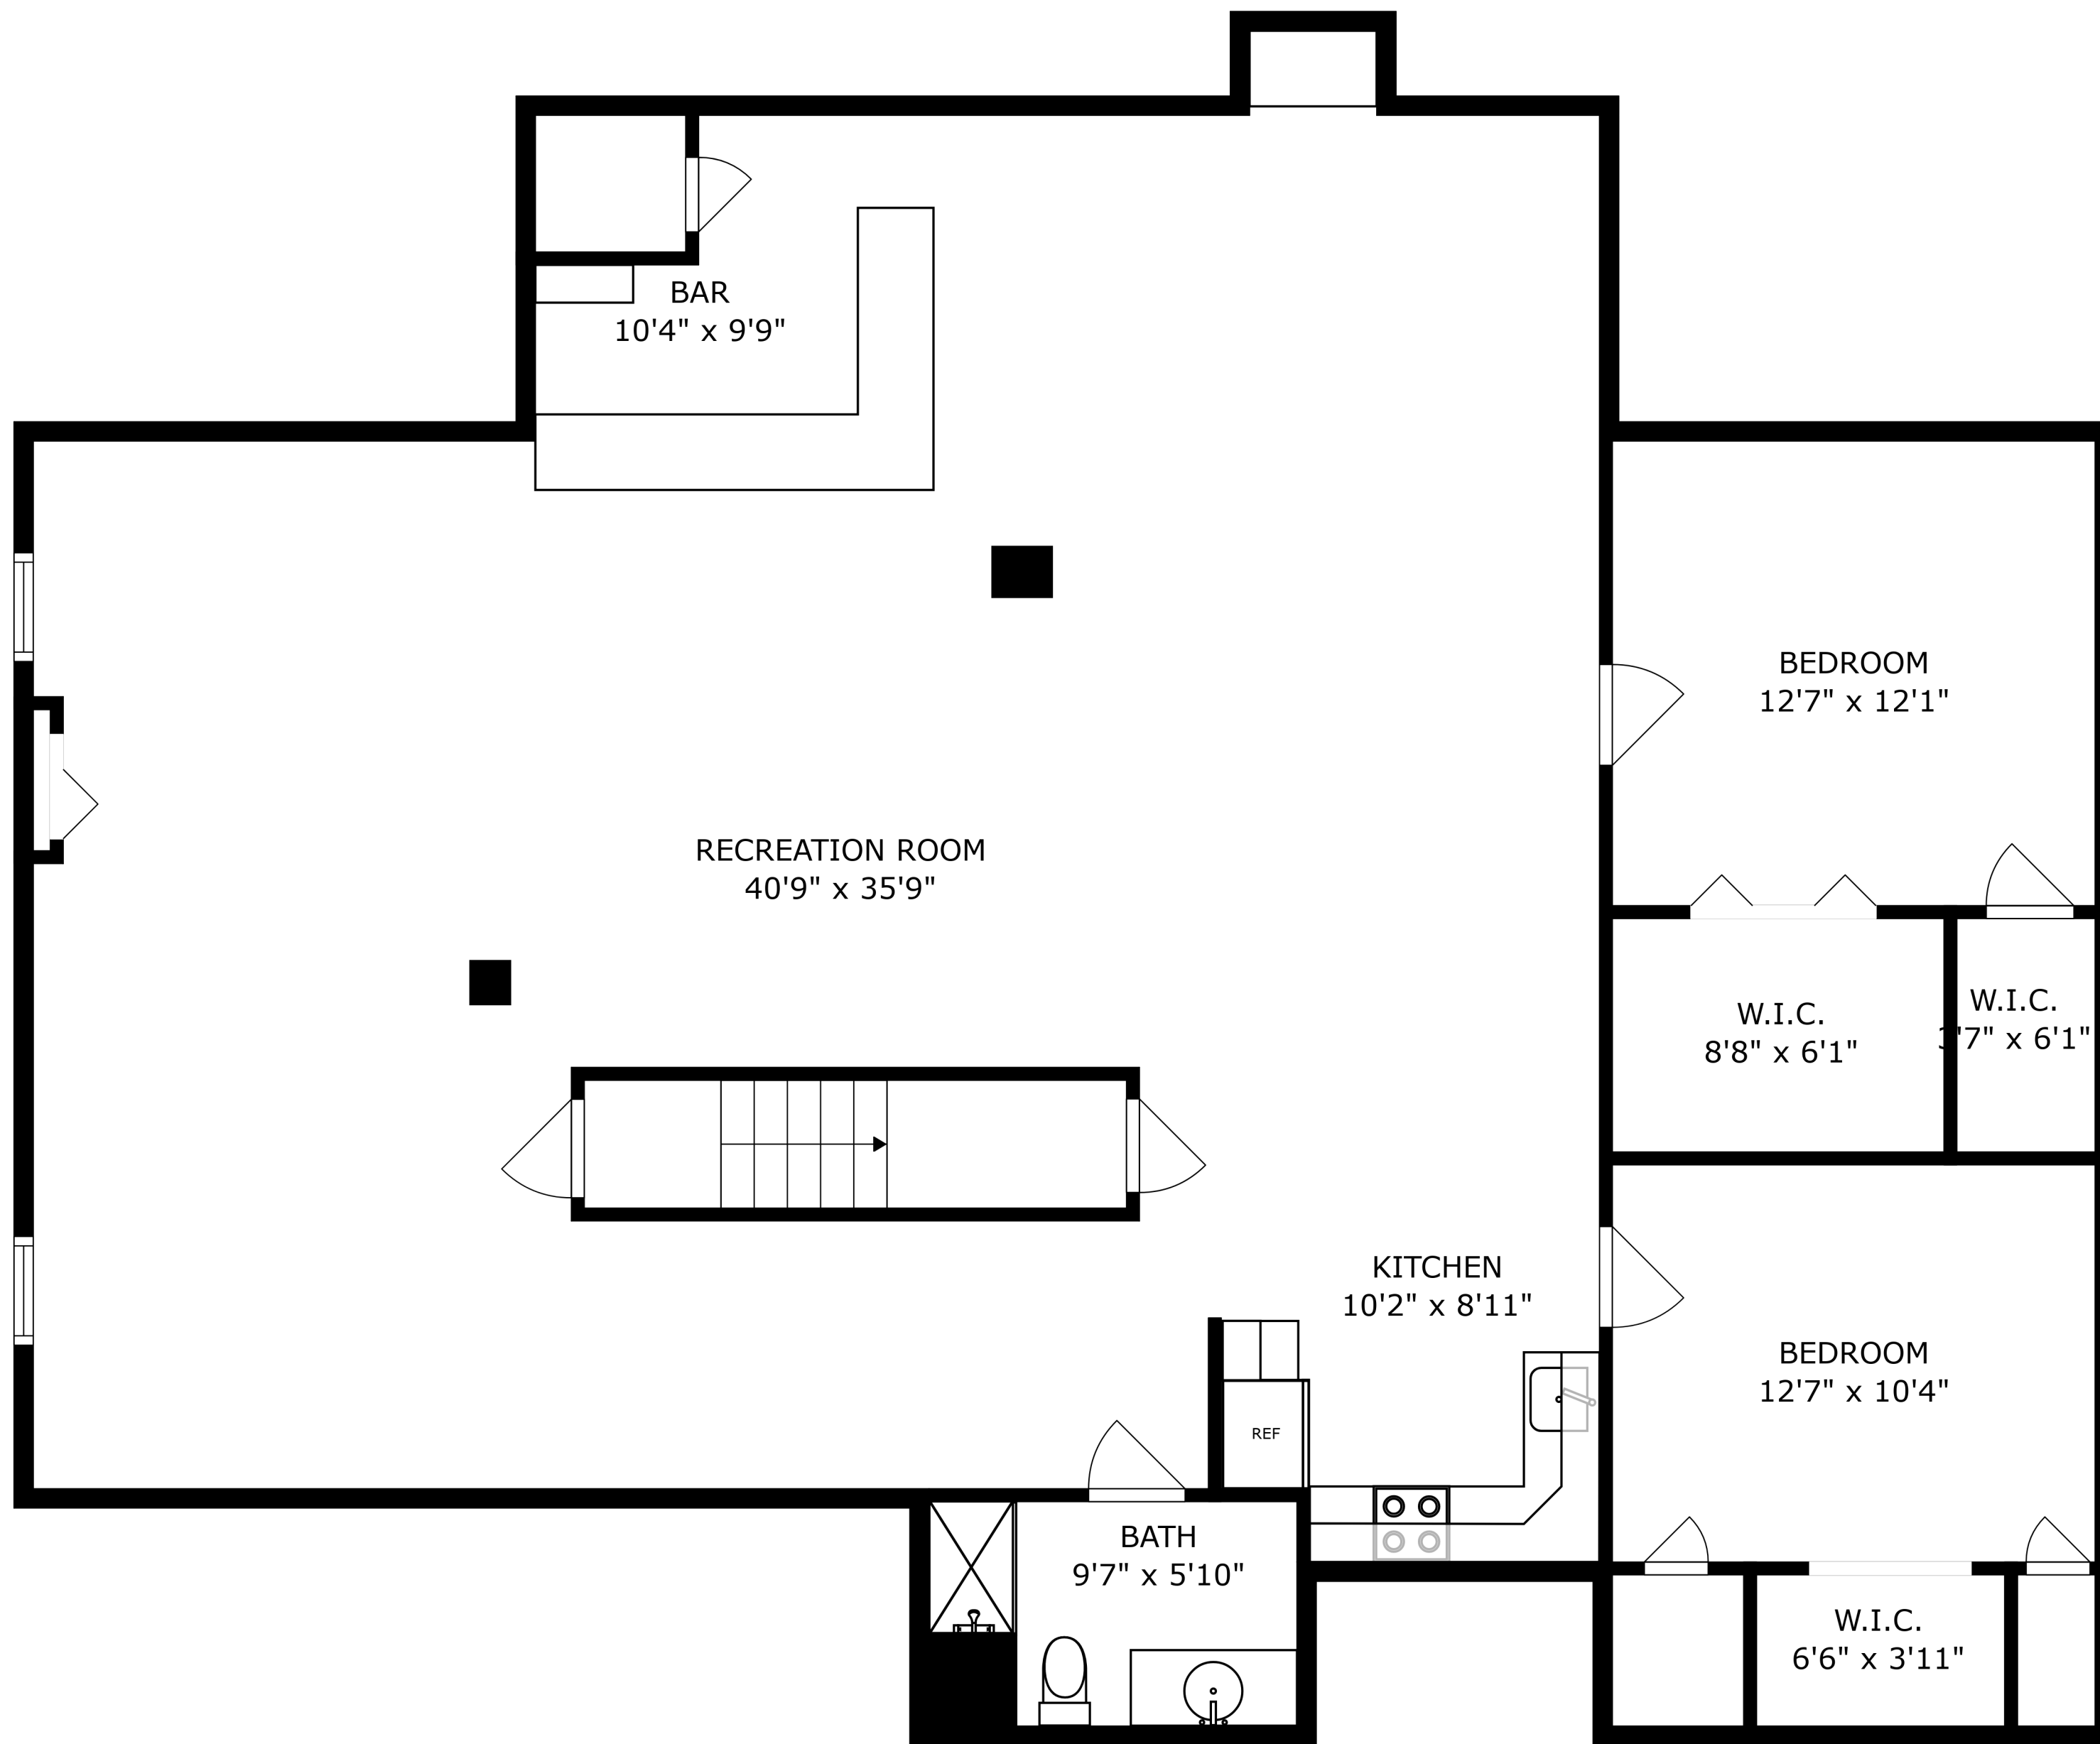 BAR
10'4" x 9'9"
BEDROOM
12'7" x 12'1"
RECREATION ROOM
40'9" x 35'9"
W.I.C.
8'8" x 6'1"
W.I.C.
3'7" x 6'1"
KITCHEN
10'2" x 8'11"
BEDROOM
12'7" x 10'4"
REF
BATH
9'7" x 5'10"
W.I.C.
6'6" x 3'11"